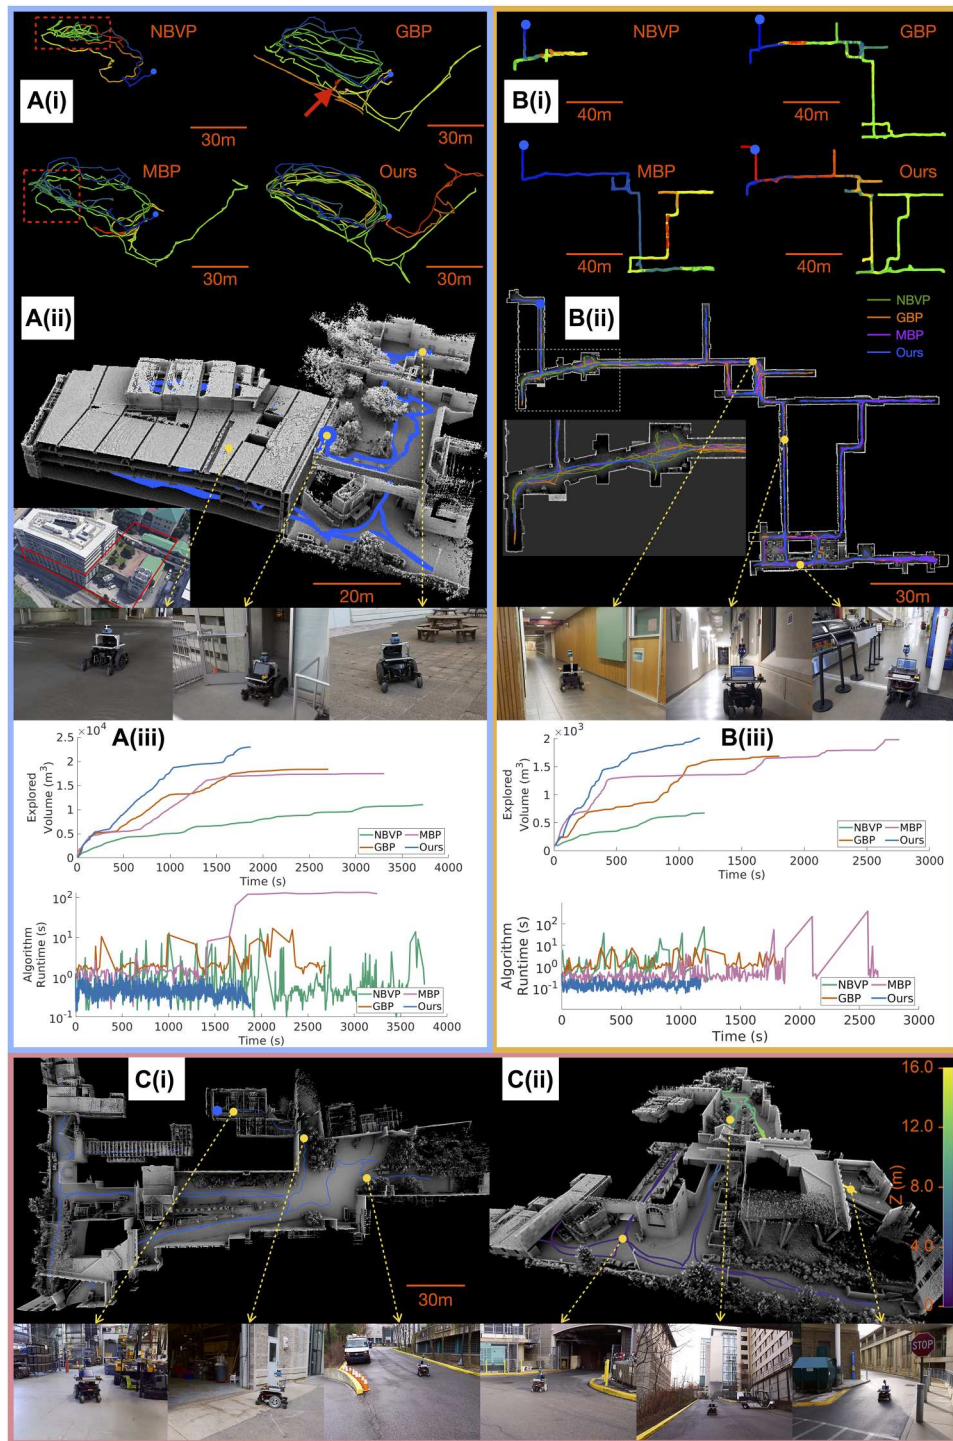 NBVP
GBP
A(i)
30m
30m
MBP
Ours
30m
30m
A(ii)
20m
NBVP
GBP
B(i)
40m
40m
MBP
Ours
40m
40m
B(ii)
NBVP
GBP
MBP
Ours
30m
A(iii)
×10⁴
2.5
2
1.5
1
0.5
0
Explored
Volume (m³)
NBVP
MBP
GBP
Ours
0
500
1000
1500
2000
2500
3000
3500
4000
Time (s)
Algorithm
Runtime (s)
10²
10¹
10⁰
10⁻¹
NBVP
MBP
GBP
Ours
0
500
1000
1500
2000
2500
3000
3500
4000
Time (s)
B(iii)
×10³
2
1.5
1
0.5
0
Explored
Volume (m³)
NBVP
MBP
GBP
Ours
0
500
1000
1500
2000
2500
3000
Time (s)
Algorithm
Runtime (s)
10²
10¹
10⁰
10⁻¹
NBVP
MBP
GBP
Ours
0
500
1000
1500
2000
2500
3000
Time (s)
C(i)
30m
C(ii)
16.0
12.0
8.0
4.0
0
Z (m)
STOP